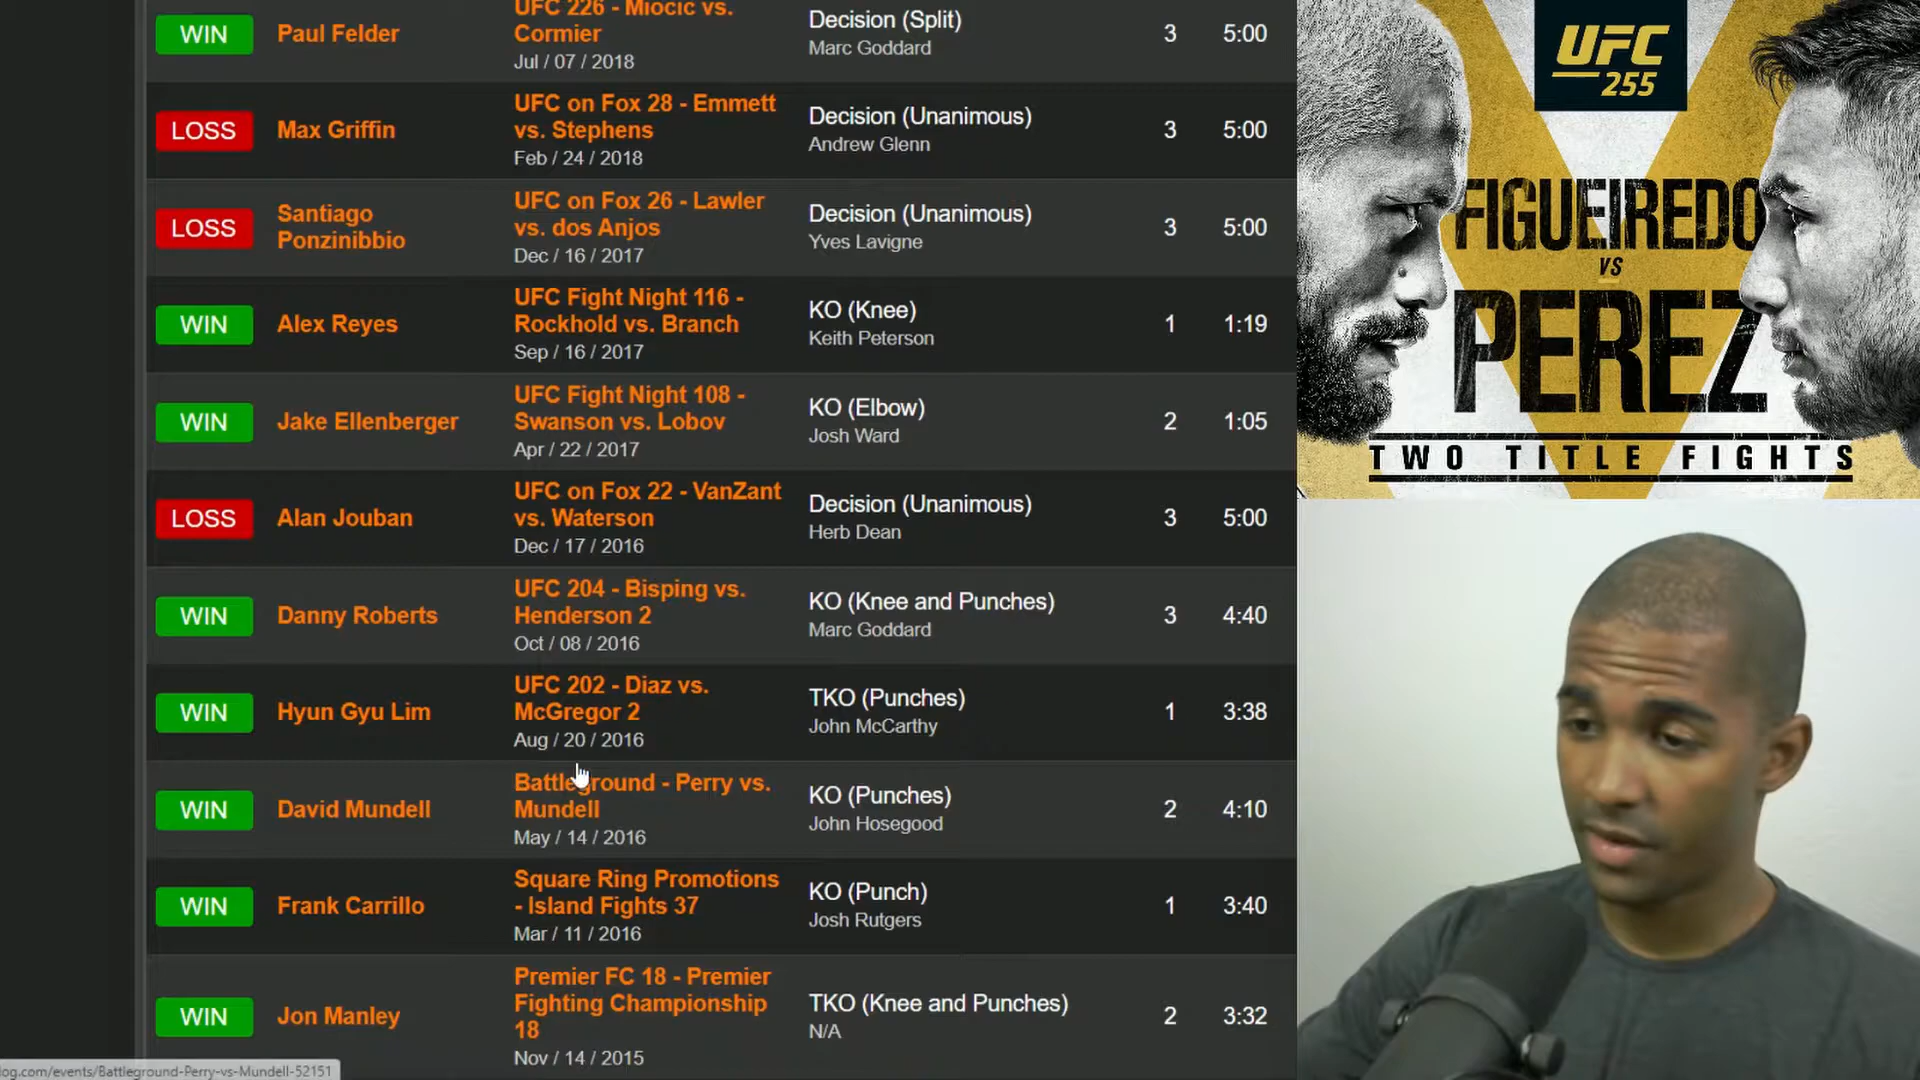 WIN
Paul Felder
UFC 226 - Miocic vs.
Cormier
Jul / 07 / 2018
Decision (Split)
Marc Goddard
3
5:00
LOSS
Max Griffin
UFC on Fox 28 - Emmett
vs. Stephens
Feb / 24 / 2018
Decision (Unanimous)
Andrew Glenn
3
5:00
LOSS
Santiago
Ponzinibbio
UFC on Fox 26 - Lawler
vs. dos Anjos
Dec / 16 / 2017
Decision (Unanimous)
Yves Lavigne
3
5:00
WIN
Alex Reyes
UFC Fight Night 116 -
Rockhold vs. Branch
Sep / 16 / 2017
KO (Knee)
Keith Peterson
1
1:19
WIN
Jake Ellenberger
UFC Fight Night 108 -
Swanson vs. Lobov
Apr / 22 / 2017
KO (Elbow)
Josh Ward
2
1:05
LOSS
Alan Jouban
UFC on Fox 22 - VanZant
vs. Waterson
Dec / 17 / 2016
Decision (Unanimous)
Herb Dean
3
5:00
WIN
Danny Roberts
UFC 204 - Bisping vs.
Henderson 2
Oct / 08 / 2016
KO (Knee and Punches)
Marc Goddard
3
4:40
WIN
Hyun Gyu Lim
UFC 202 - Diaz vs.
McGregor 2
Aug / 20 / 2016
TKO (Punches)
John McCarthy
1
3:38
WIN
David Mundell
Battleground - Perry vs.
Mundell
May / 14 / 2016
KO (Punches)
John Hosegood
2
4:10
WIN
Frank Carrillo
Square Ring Promotions
- Island Fights 37
Mar / 11 / 2016
KO (Punch)
Josh Rutgers
1
3:40
WIN
Jon Manley
Premier FC 18 - Premier
Fighting Championship
18
Nov / 14 / 2015
TKO (Knee and Punches)
N/A
2
3:32
log.com/events/Battleground-Perry-vs-Mundell-52151
UFC
255
FIGUEIREDO
VS
PEREZ
TWO TITLE FIGHTS